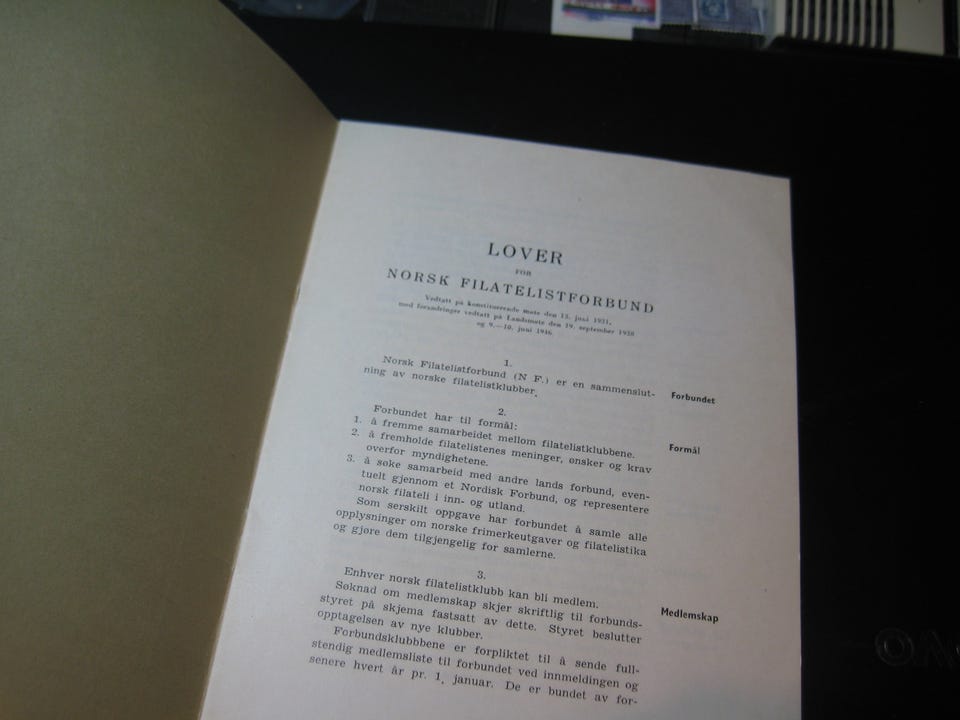 LOVER
FOR
NORSK FILATELISTFORBUND
Vedtatt på konstituerende møte den 13. juni 1931,
med forandringer vedtatt på Landsmøte den 19. september 1938
og 9.—10. juni 1946.
1.
Norsk Filatelistforbund (N F.) er en sammenslut-
ning av norske filatelistklubber.
Forbundet
2.
Forbundet har til formål:
Formål
1. å fremme samarbeidet mellom filatelistklubbene.
2. å fremholde filatelistenes meninger, ønsker og krav
overfor myndighetene.
3. å søke samarbeid med andre lands forbund, even-
tuelt gjennom et Nordisk Forbund, og representere
norsk filateli i inn- og utland.
Som serskilt oppgave har forbundet å samle alle
opplysninger om norske frimerkeutgaver og filatelistika
og gjøre dem tilgjengelig for samlerne.
3.
Enhver norsk filatelistklubb kan bli medlem.
Medlemskap
Søknad om medlemskap skjer skriftlig til forbunds-
styret på skjema fastsatt av dette. Styret beslutter
opptagelsen av nye klubber.
Forbundsklubbbene er forpliktet til å sende full-
stendig medlemsliste til forbundet ved innmeldingen og
senere hvert år pr. 1. januar. De er bundet av for-